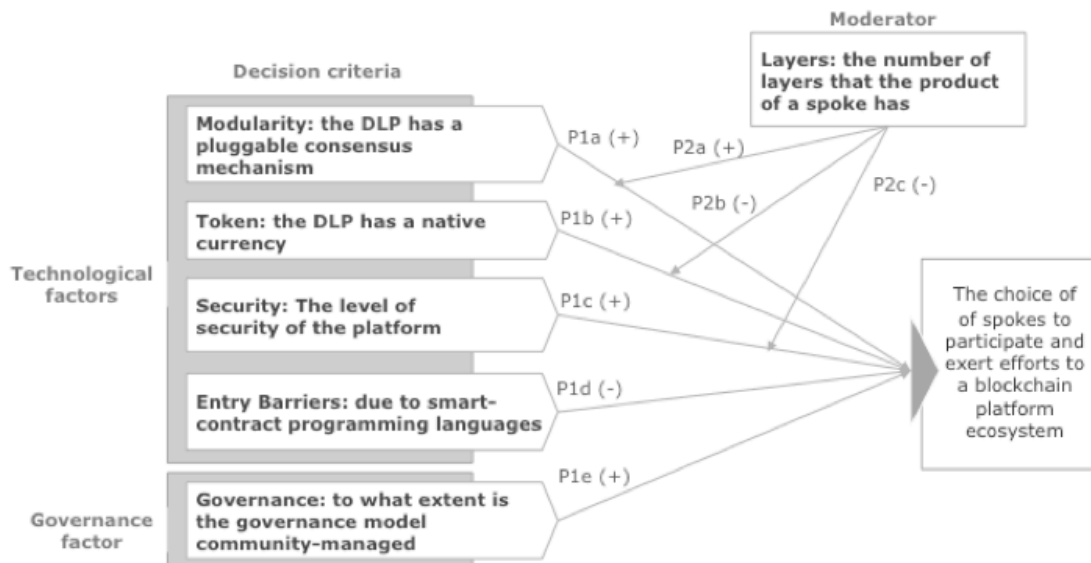 Moderator
Layers: the number of
layers that the product
of a spoke has
Decision criteria
Technological
factors
Modularity: the DLP has a
pluggable consensus
mechanism
Token: the DLP has a native
currency
Security: The level of
security of the platform
Entry Barriers: due to smart-
contract programming languages
Governance
factor
Governance: to what extent is
the governance model
community-managed
P1a (+)
P2a (+)
P2b (-)
P2c (-)
P1b (+)
P1c (+)
P1d (-)
P1e (+)
The choice of
of spokes to
participate and
exert efforts to
a blockchain
platform
ecosystem